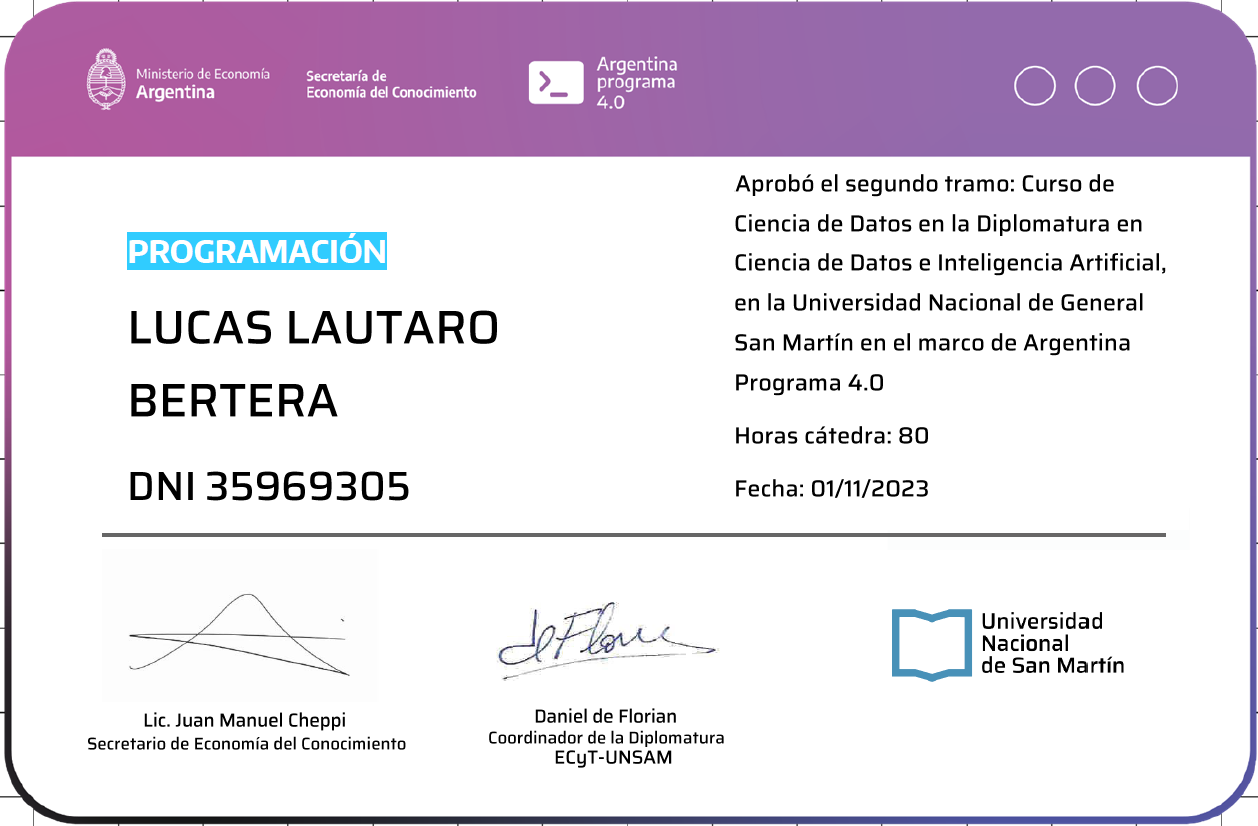 Ministerio de Economía
Argentina
Secretaría de
Economía del Conocimiento
Argentina
programa
4.0
PROGRAMACIÓN
LUCAS LAUTARO
BERTERA
DNI 35969305
Aprobó el segundo tramo: Curso de
Ciencia de Datos en la Diplomatura en
Ciencia de Datos e Inteligencia Artificial,
en la Universidad Nacional de General
San Martín en el marco de Argentina
Programa 4.0
Horas cátedra: 80
Fecha: 01/11/2023
de Florian
Lic. Juan Manuel Cheppi
Secretario de Economía del Conocimiento
Daniel de Florian
Coordinador de la Diplomatura
ECyT-UNSAM
Universidad
Nacional
de San Martín